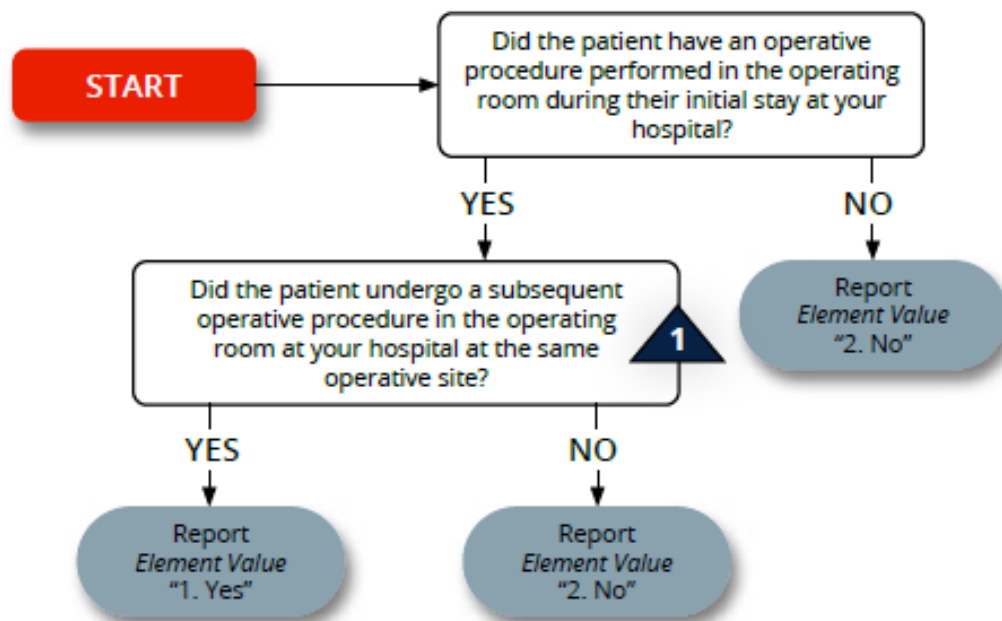 START
Did the patient have an operative
procedure performed in the operating
room during their initial stay at your
hospital?
YES
NO
Did the patient undergo a subsequent
operative procedure in the operating
room at your hospital at the same
operative site?
1
Report
Element Value
“2. No”
YES
NO
Report
Element Value
“1. Yes”
Report
Element Value
“2. No”